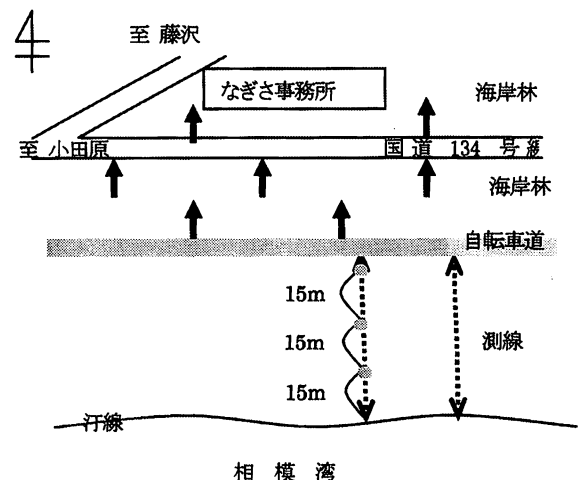 至 藤沢
なぎさ事務所
海岸林
至 小田原
国道 134 号線
海岸林
自転車道
15m
15m
15m
測線
汀線
相模湾